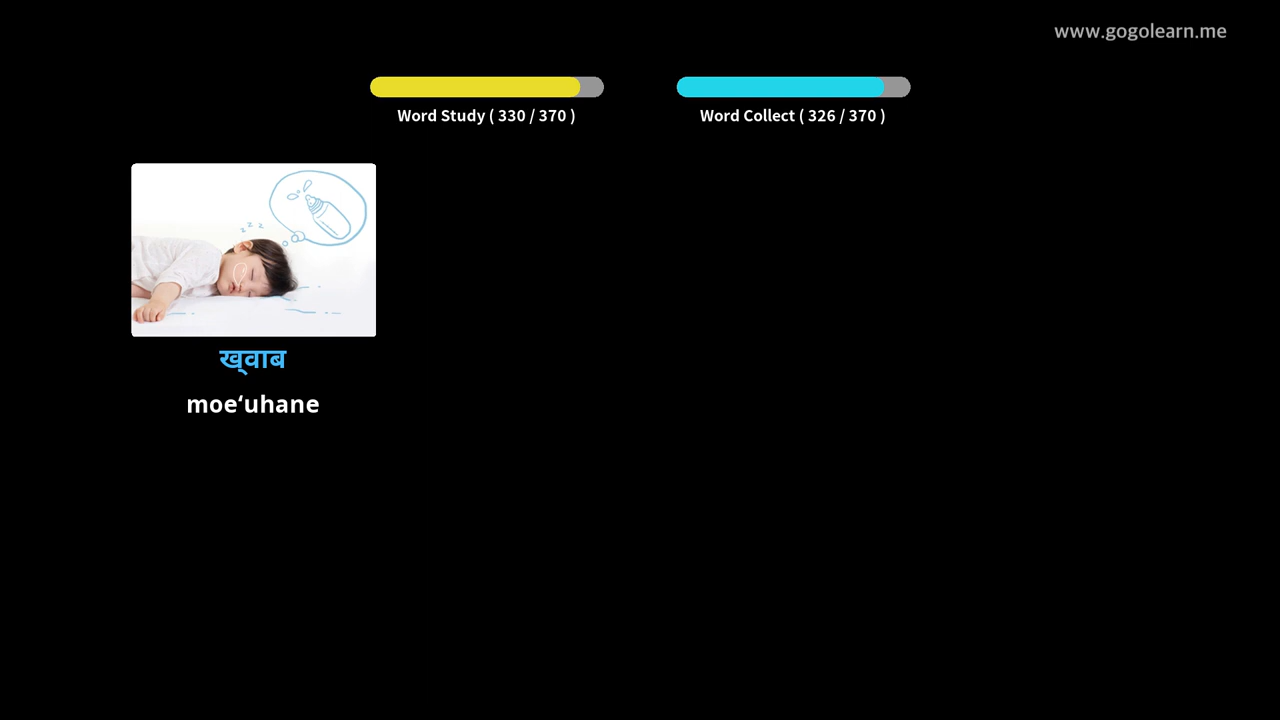 www.gogolearn.me
Word Study ( 330 / 370 )
Word Collect ( 326 / 370 )
z z z
ख्वाब
moeʻuhane